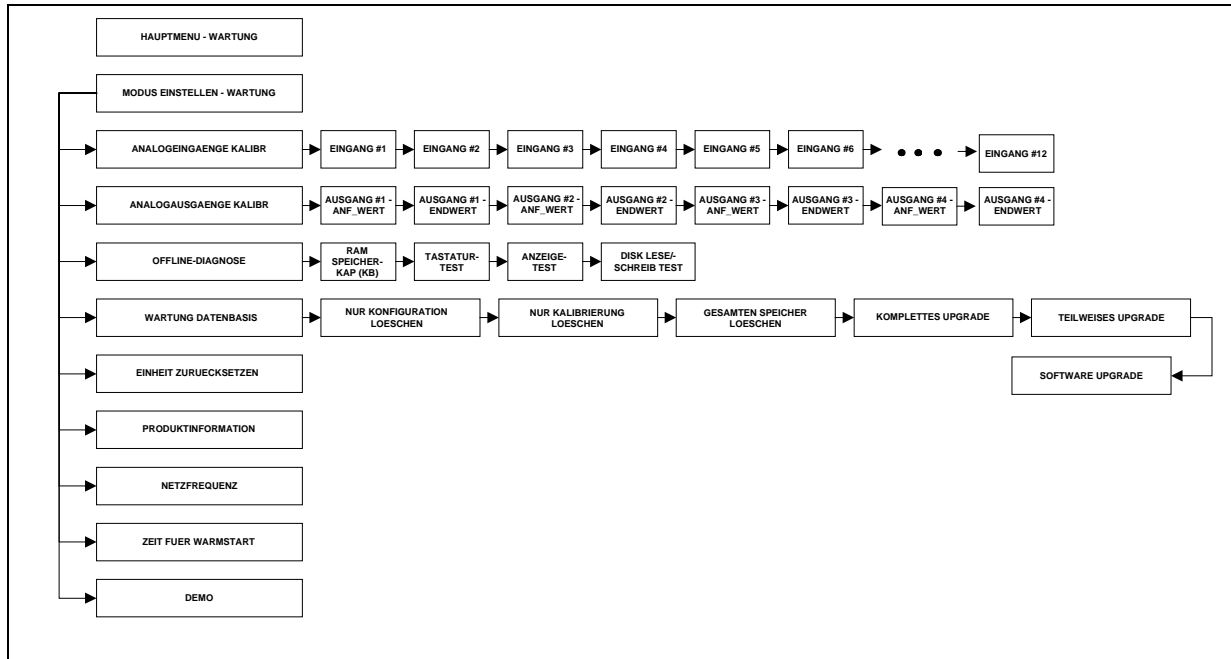 HAUPTMENU - WARTUNG
MODUS EINSTELLEN - WARTUNG
ANALOGEINGAENGE KALIBR
EINGANG #1
EINGANG #2
EINGANG #3
EINGANG #4
EINGANG #5
EINGANG #6
• • •
EINGANG #12
ANALOGAUSGAENGE KALIBR
AUSGANG #1 -
ANF_WERT
AUSGANG #1 -
ENDWERT
AUSGANG #2 -
ANF_WERT
AUSGANG #2 -
ENDWERT
AUSGANG #3 -
ANF_WERT
AUSGANG #3 -
ENDWERT
AUSGANG #4 -
ANF_WERT
AUSGANG #4 -
ENDWERT
OFFLINE-DIAGNOSE
RAM
SPEICHER-
KAP (KB)
TASTATUR-
TEST
ANZEIGE-
TEST
DISK LESE/-
SCHREIB TEST
WARTUNG DATENBASIS
NUR KONFIGURATION
LOESCHEN
NUR KALIBRIERUNG
LOESCHEN
GESAMTEN SPEICHER
LOESCHEN
KOMPLETTES UPGRADE
TEILWEISES UPGRADE
EINHEIT ZURUECKSETZEN
SOFTWARE UPGRADE
PRODUKTINFORMATION
NETZFREQUENZ
ZEIT FUER WARMSTART
DEMO